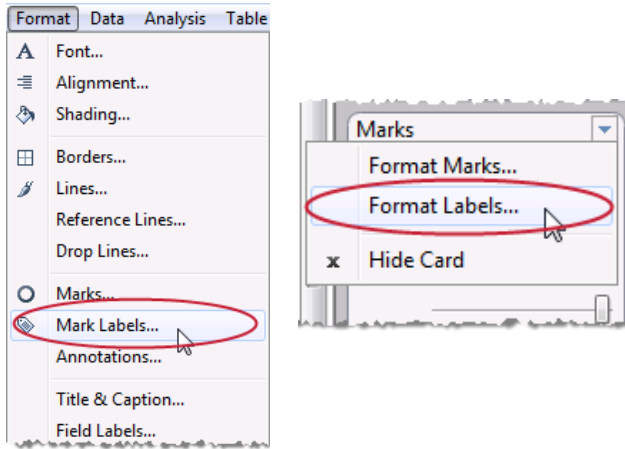 Format Data Analysis Table
Font...
Alignment...
Shading...
Borders...
Lines...
Reference Lines...
Drop Lines...
Marks...
Mark Labels...
Annotations...
Title & Caption...
Field Labels...
Marks
Format Marks...
Format Labels...
x Hide Card